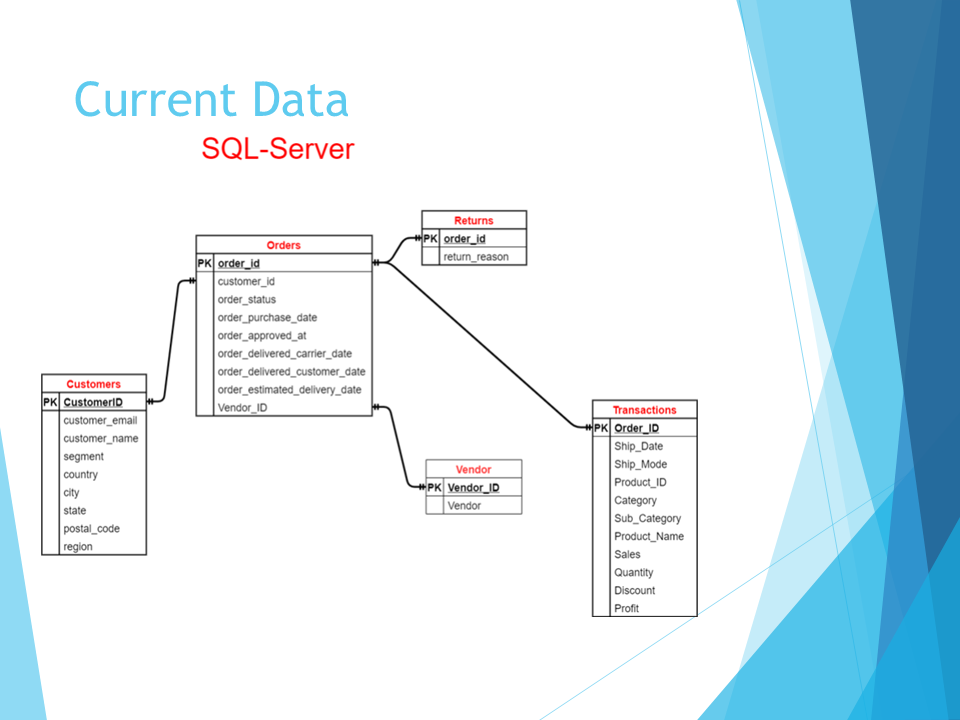 Current Data
SQL-Server
Returns
PK order_id
return_reason
Orders
PK order_id
customer_id
order_status
order_purchase_date
order_approved_at
order_delivered_carrier_date
order_delivered_customer_date
order_estimated_delivery_date
Vendor_ID
Customers
PK CustomerID
customer_email
customer_name
segment
country
city
state
postal_code
region
Vendor
PK Vendor_ID
Vendor
Transactions
PK Order_ID
Ship_Date
Ship_Mode
Product_ID
Category
Sub_Category
Product_Name
Sales
Quantity
Discount
Profit